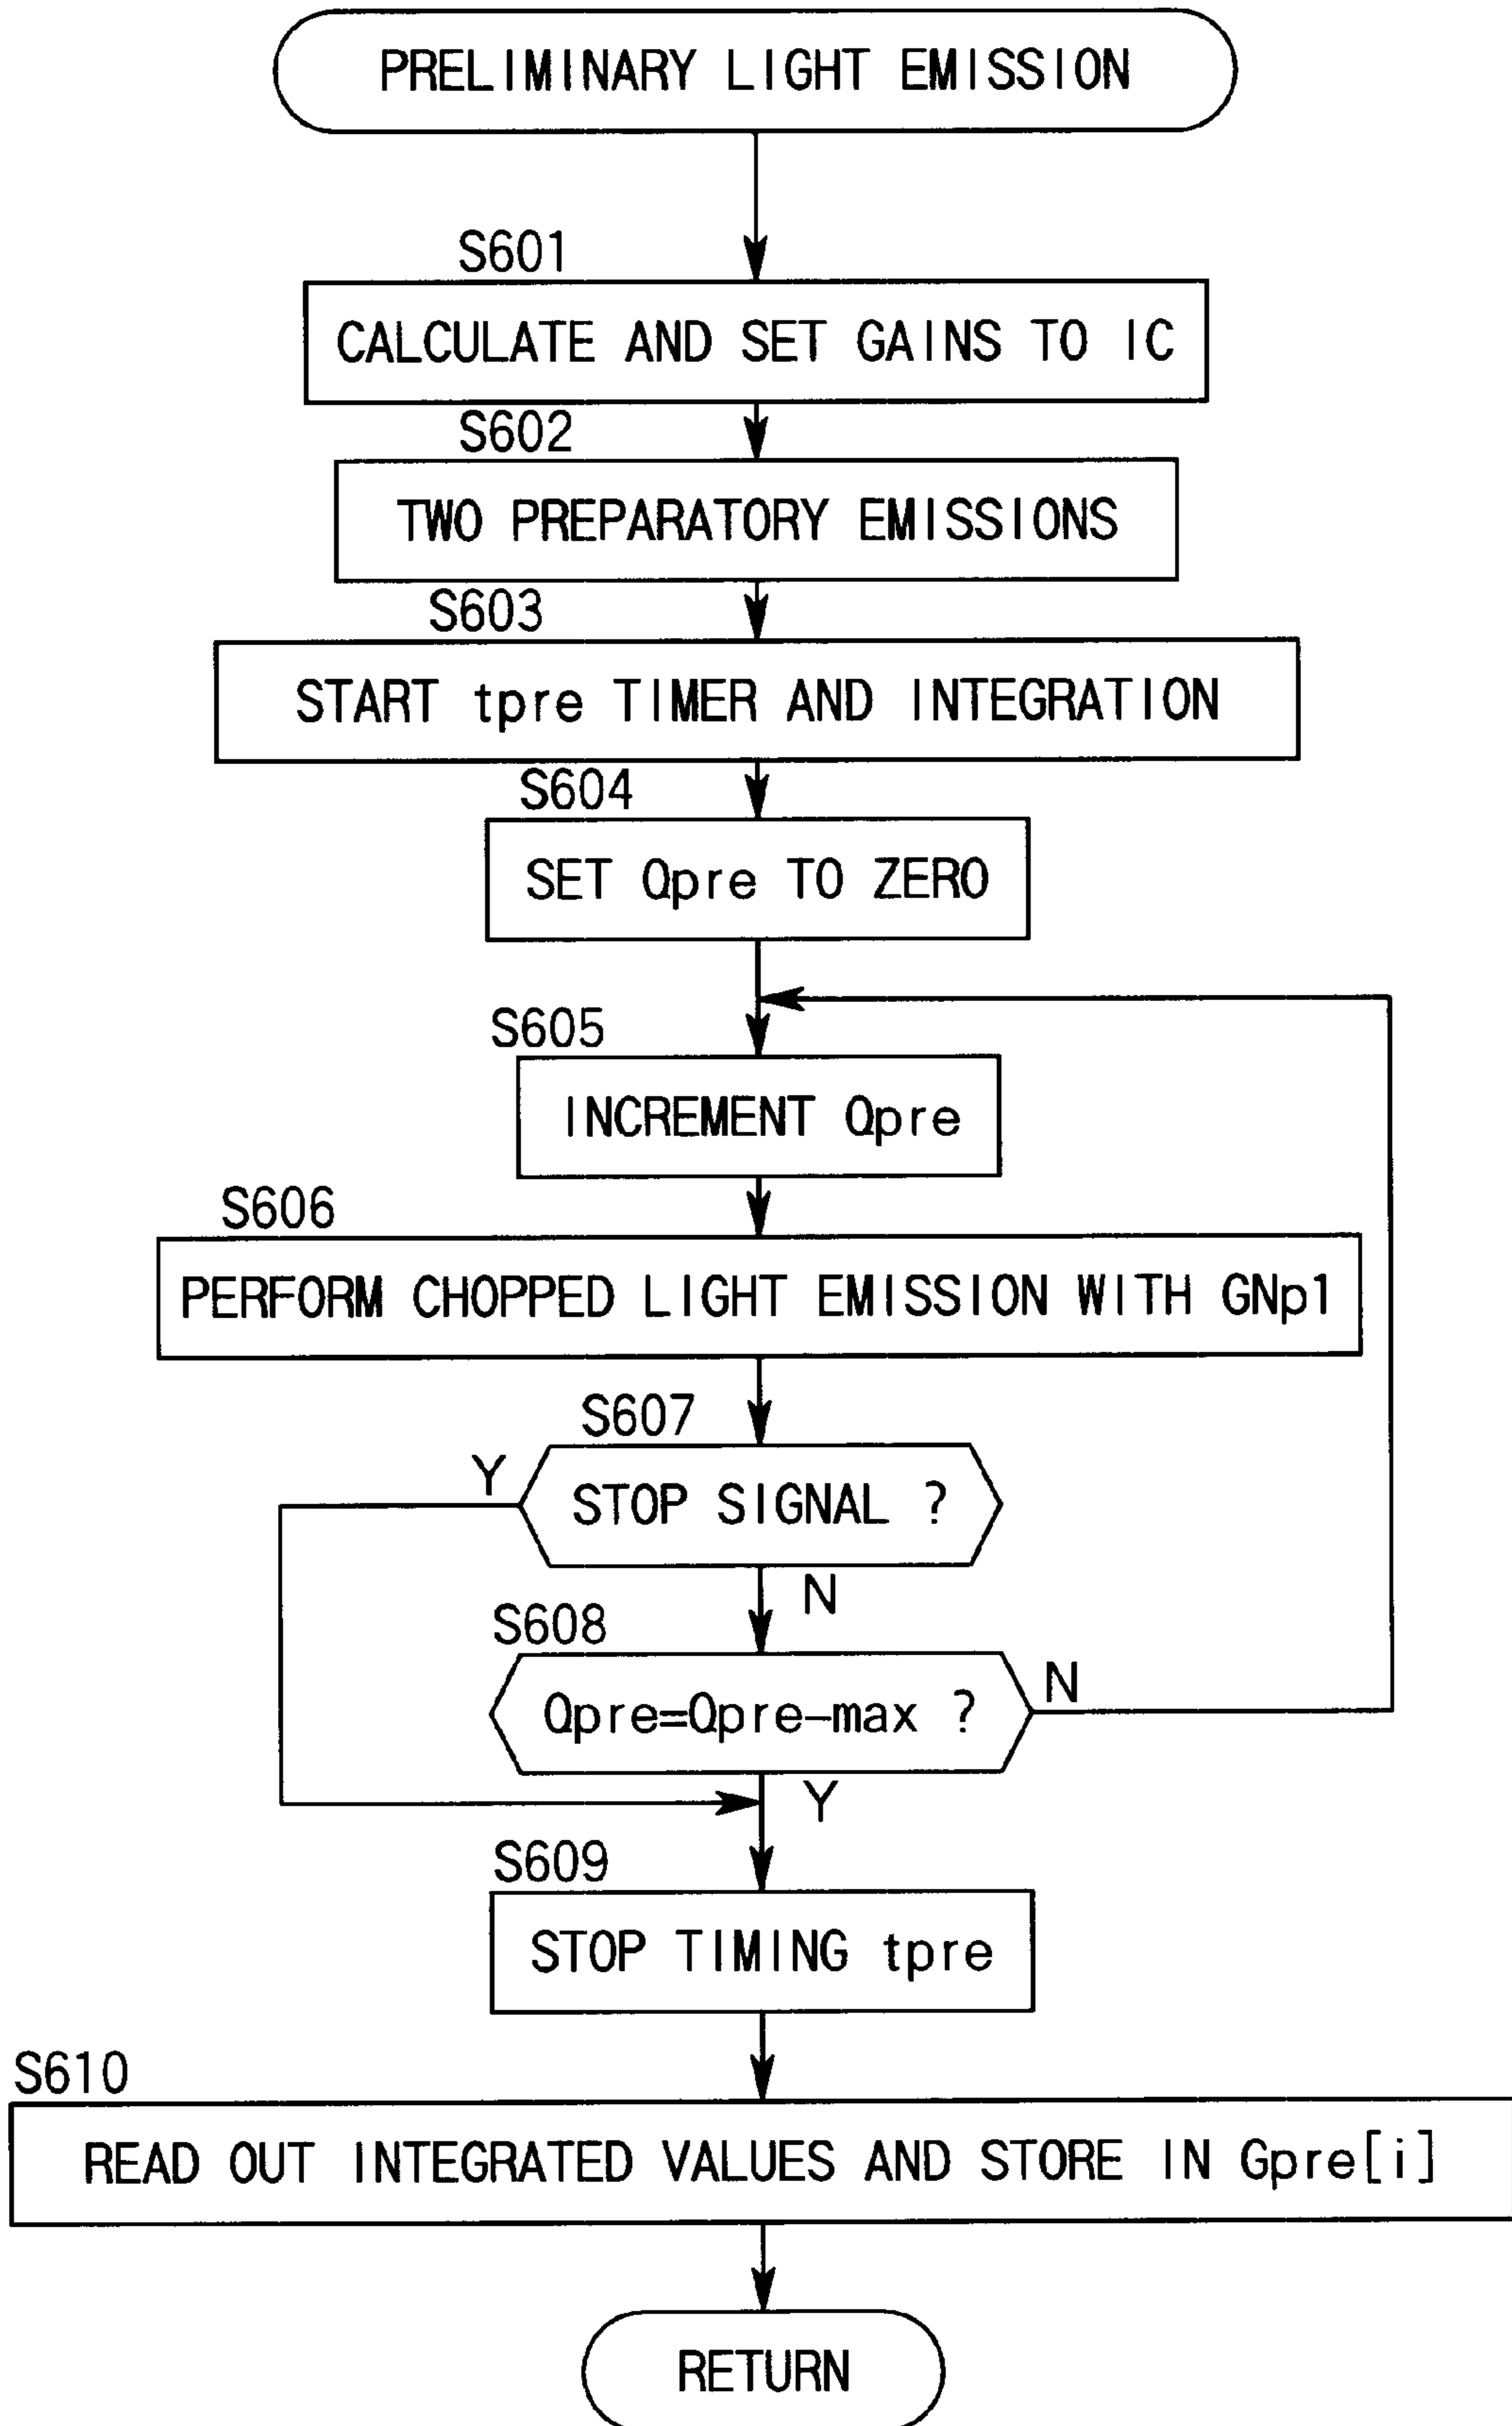 PRELIMINARY LIGHT EMISSION
S601
CALCULATE AND SET GAINS TO IC
S602
TWO PREPARATORY EMISSIONS
S603
START tpre TIMER AND INTEGRATION
S604
SET Qpre TO ZERO
S605
INCREMENT Qpre
S606
PERFORM CHOPPED LIGHT EMISSION WITH GNp1
S607
Y
STOP SIGNAL ?
N
S608
Qpre=Qpre-max ?
N
Y
S609
STOP TIMING tpre
S610
READ OUT INTEGRATED VALUES AND STORE IN Gpre[i]
RETURN